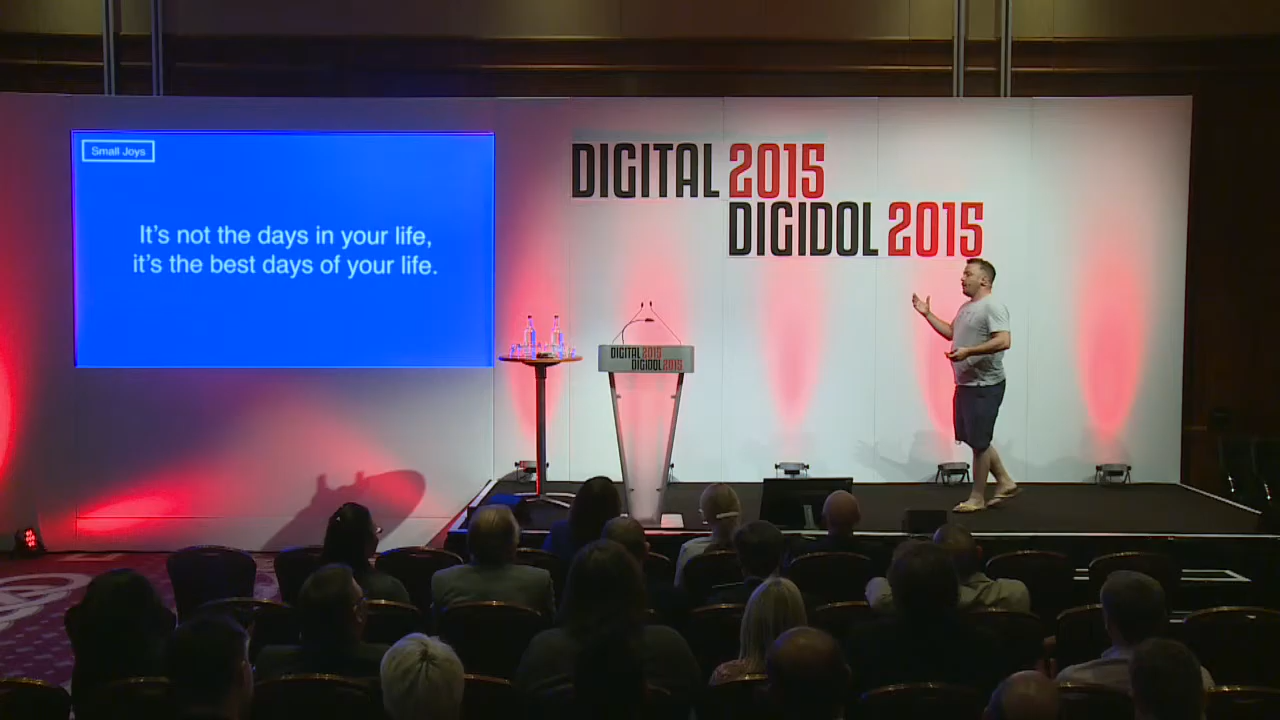 Small Joys
It's not the days in your life,
it's the best days of your life.
DIGITAL 2015
DIGIDOL 2015
DIGITAL 2015
DIGIDOL 2015